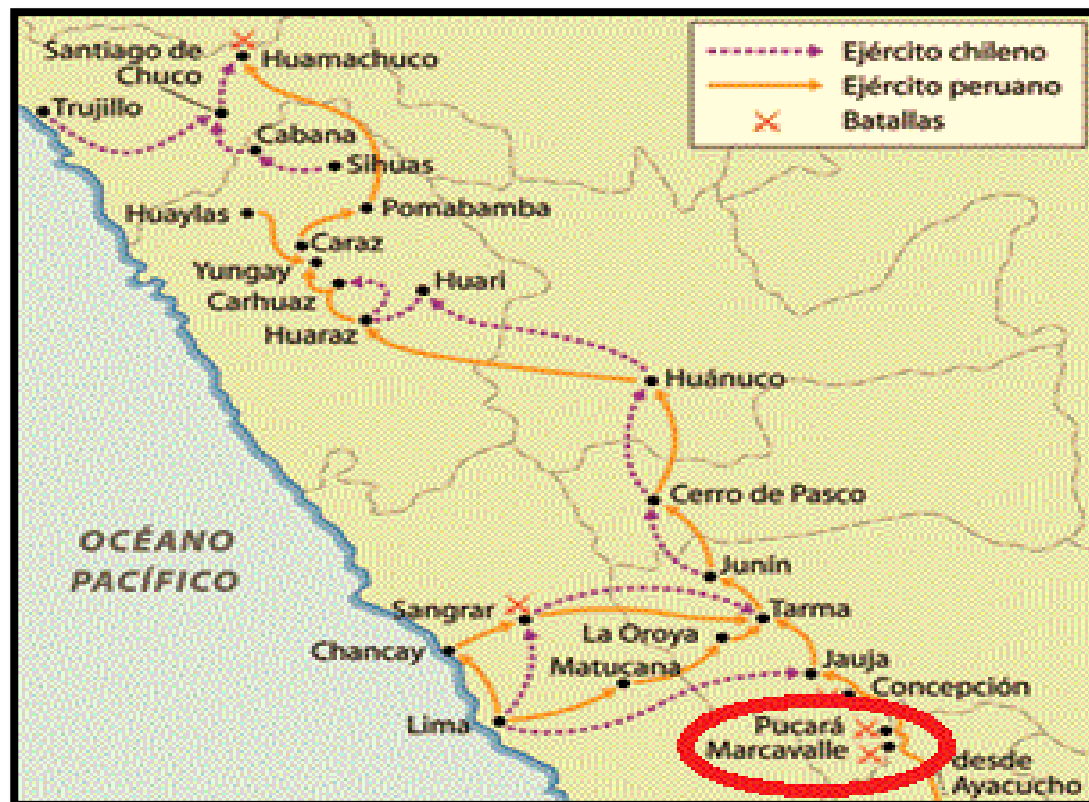 Santiago de
Chuco
Huamachuco
Trujillo
Cabana
Sihuas
Huaylas
Pomabamba
Caraz
Yungay
Carhuaz
Huari
Huaraz
Huánuco
Cerro de Pasco
OCÉANO
PACÍFICO
Junín
Sangrar
Tarma
La Oroya
Chancay
Matucana
Jauja
Concepción
Lima
Pucará
Marcavalle
desde
Ayacucho
Ejército chileno
Ejército peruano
Batallas